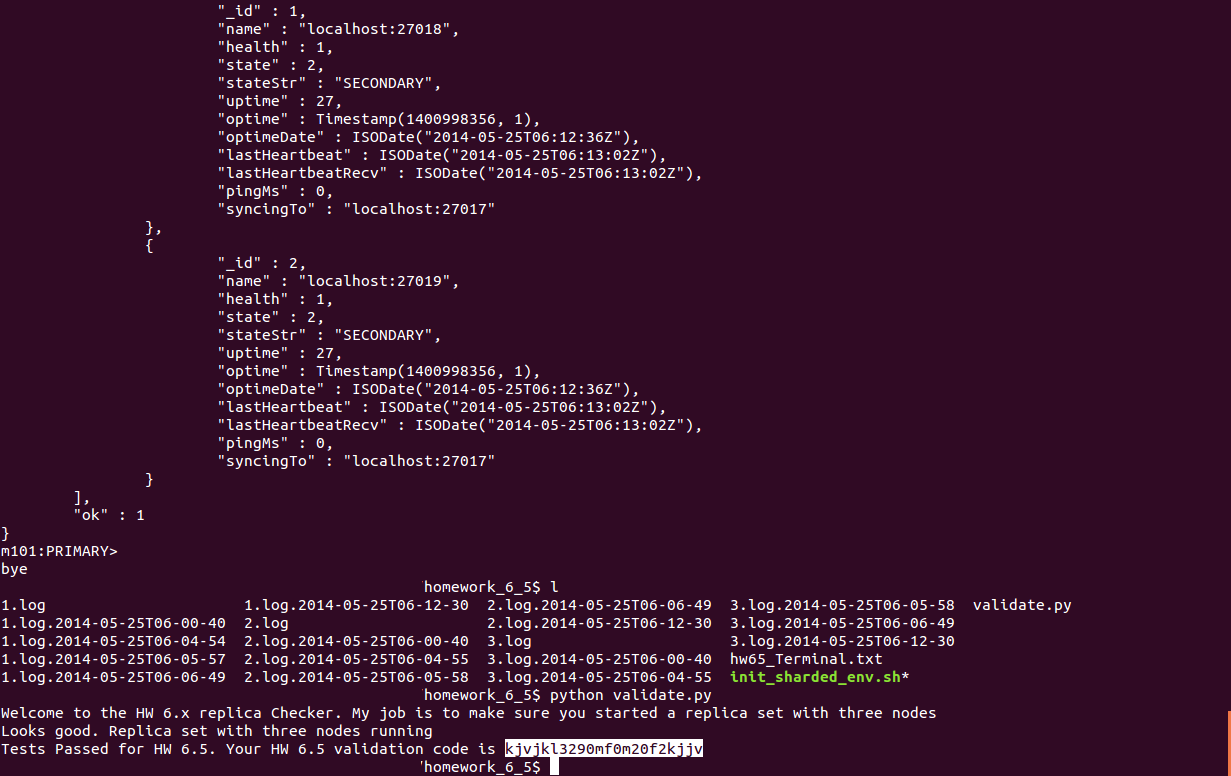 "_id" : 1,
"name" : "localhost:27018",
"health" : 1,
"state" : 2,
"stateStr" : "SECONDARY",
"uptime" : 27,
"optime" : Timestamp(1400998356, 1),
"optimeDate" : ISODate("2014-05-25T06:12:36Z"),
"lastHeartbeat" : ISODate("2014-05-25T06:13:02Z"),
"lastHeartbeatRecv" : ISODate("2014-05-25T06:13:02Z"),
"pingMs" : 0,
"syncingTo" : "localhost:27017"
},
{
"_id" : 2,
"name" : "localhost:27019",
"health" : 1,
"state" : 2,
"stateStr" : "SECONDARY",
"uptime" : 27,
"optime" : Timestamp(1400998356, 1),
"optimeDate" : ISODate("2014-05-25T06:12:36Z"),
"lastHeartbeat" : ISODate("2014-05-25T06:13:02Z"),
"lastHeartbeatRecv" : ISODate("2014-05-25T06:13:02Z"),
"pingMs" : 0,
"syncingTo" : "localhost:27017"
}
],
"ok" : 1
}
m101:PRIMARY>
bye
homework_6_5$ l
1.log 1.log.2014-05-25T06-12-30 2.log.2014-05-25T06-06-49 3.log.2014-05-25T06-05-58 validate.py
1.log.2014-05-25T06-00-40 2.log 2.log.2014-05-25T06-12-30 3.log.2014-05-25T06-06-49
1.log.2014-05-25T06-04-54 2.log.2014-05-25T06-00-40 3.log 3.log.2014-05-25T06-12-30
1.log.2014-05-25T06-05-57 2.log.2014-05-25T06-04-55 3.log.2014-05-25T06-00-40 hw65_Terminal.txt
1.log.2014-05-25T06-06-49 2.log.2014-05-25T06-05-58 3.log.2014-05-25T06-04-55 init_sharded_env.sh*
homework_6_5$ python validate.py
Welcome to the HW 6.x replica Checker. My job is to make sure you started a replica set with three nodes
Looks good. Replica set with three nodes running
Tests Passed for HW 6.5. Your HW 6.5 validation code is kjvjkl3290mf0m20f2kjjv
homework_6_5$